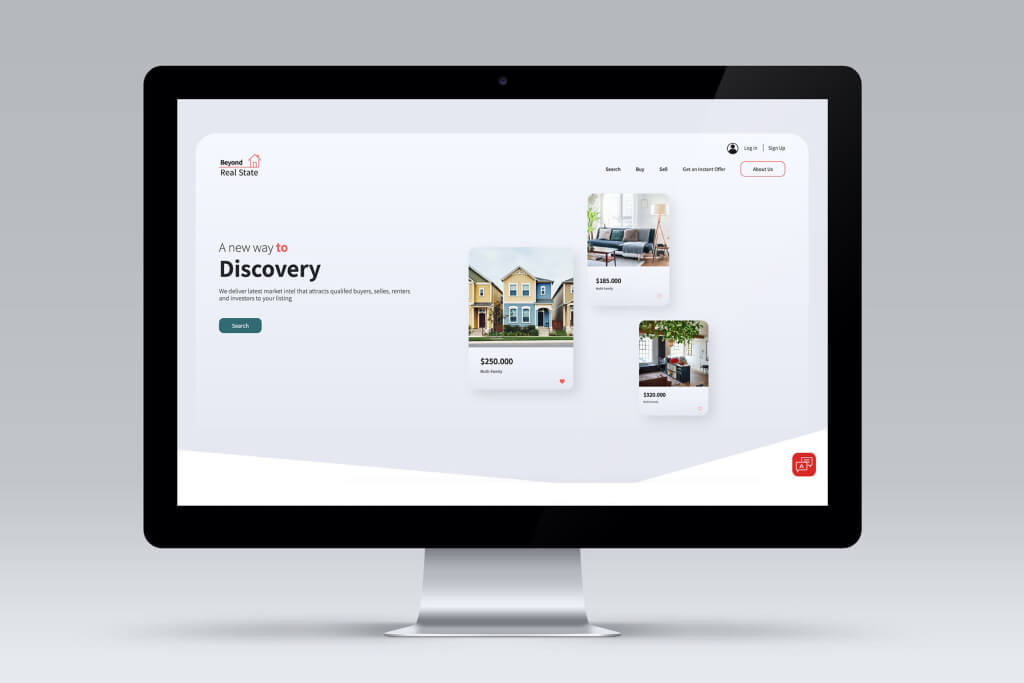 Log in | Sign Up
Beyond
Real State
Search Buy Sell Get an Instant Offer About Us
A new way to
Discovery
We deliver latest market intel that attracts qualifed buyers, selles, renters
and investors to your listing
Search
$185.000
Multi-Family
$250.000
Multi-Family
$320.000
Multi-Family
A